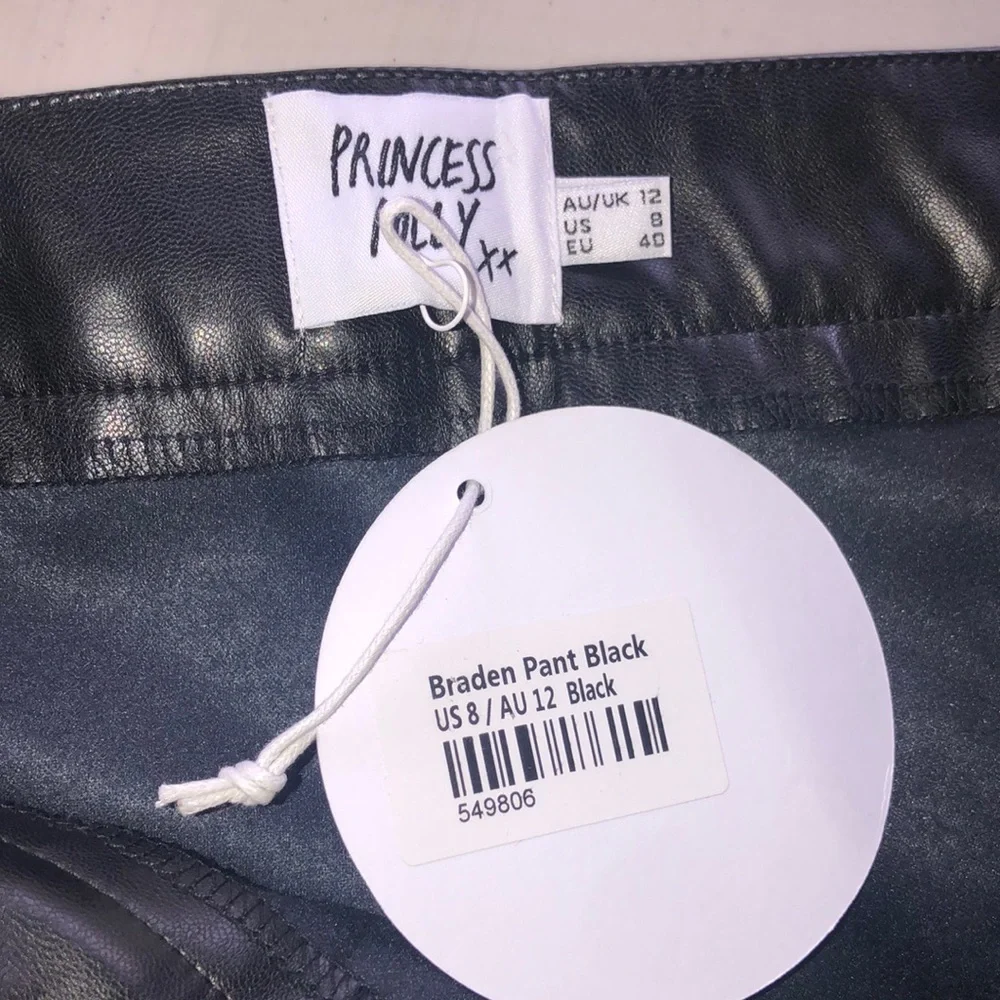 PRINCESS
POLLY
xx
AU/UK 12
US 8
EU 40
Braden Pant Black
US 8 / AU 12 Black
549806